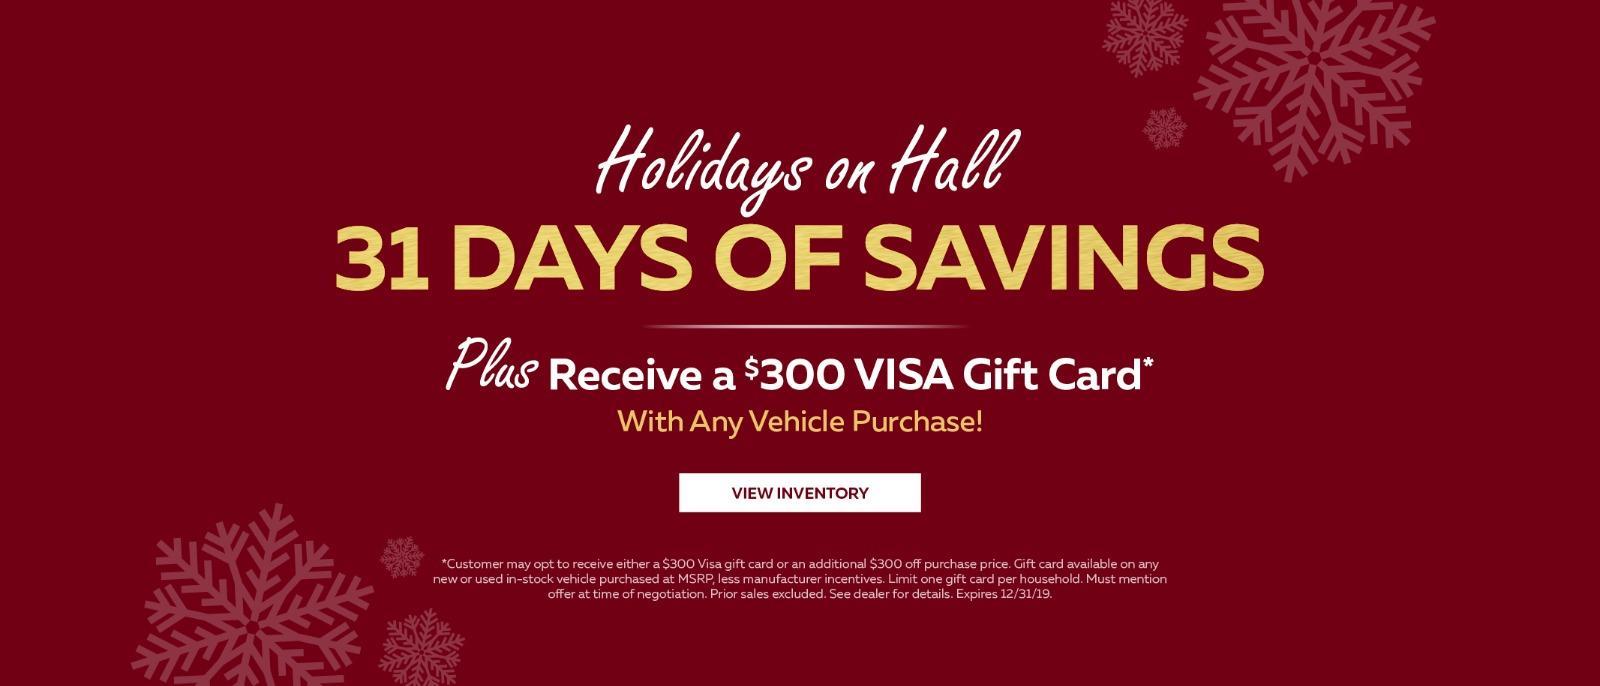 Holidays on Hall
31 DAYS OF SAVINGS
Plus Receive a $300 VISA Gift Card*
With Any Vehicle Purchase!
VIEW INVENTORY
*Customer may opt to receive either a $300 Visa gift card or an additional $300 off purchase price. Gift card available on any
new or used in-stock vehicle purchased at MSRP, less manufacturer incentives. Limit one gift card per household. Must mention
offer at time of negotiation. Prior sales excluded. See dealer for details. Expires 12/31/19.